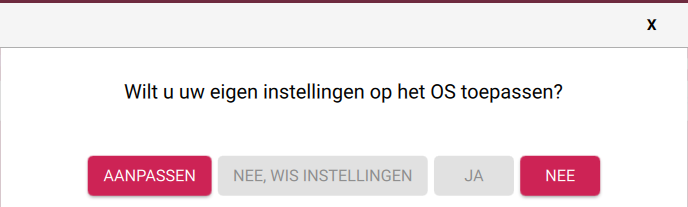 X
Wilt u uw eigen instellingen op het OS toepassen?
AANPASSEN NEE, WIS INSTELLINGEN JA NEE